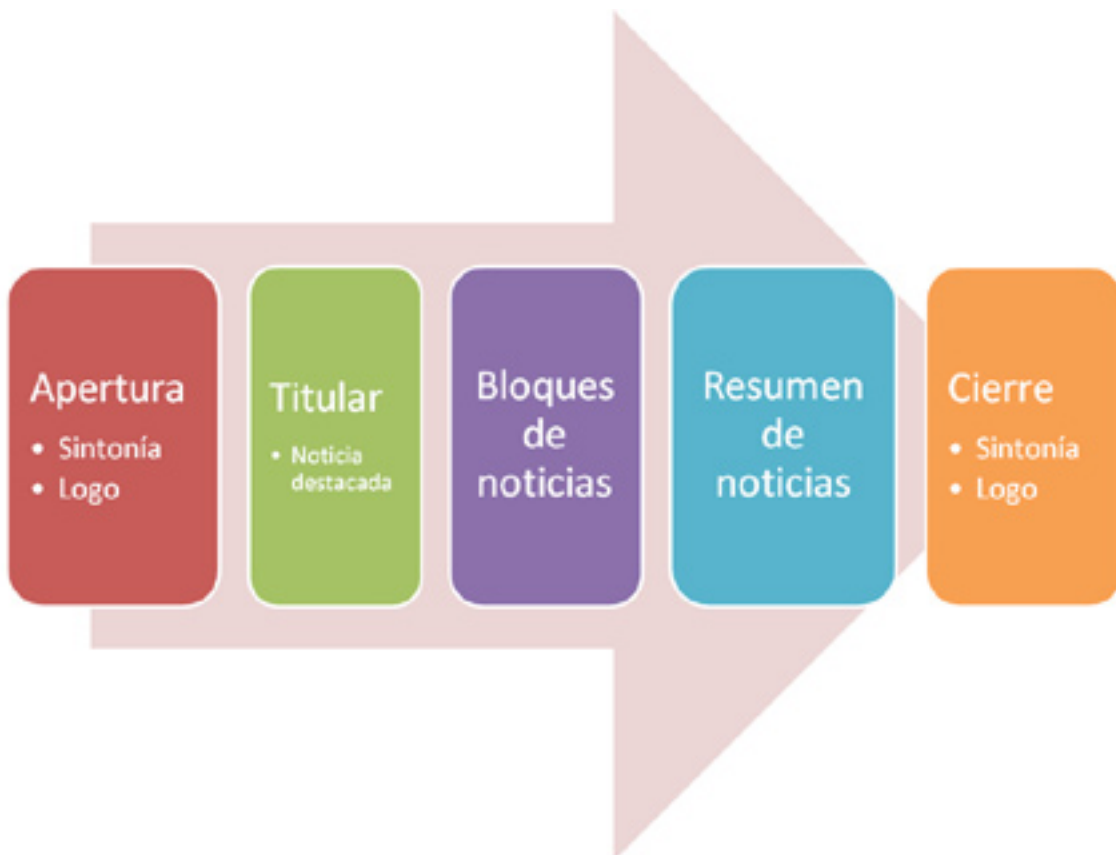 Apertura
• Sintonía
• Logo
Titular
• Noticia
destacada
Bloques
de
noticias
Resumen
de
noticias
Cierre
• Sintonía
• Logo